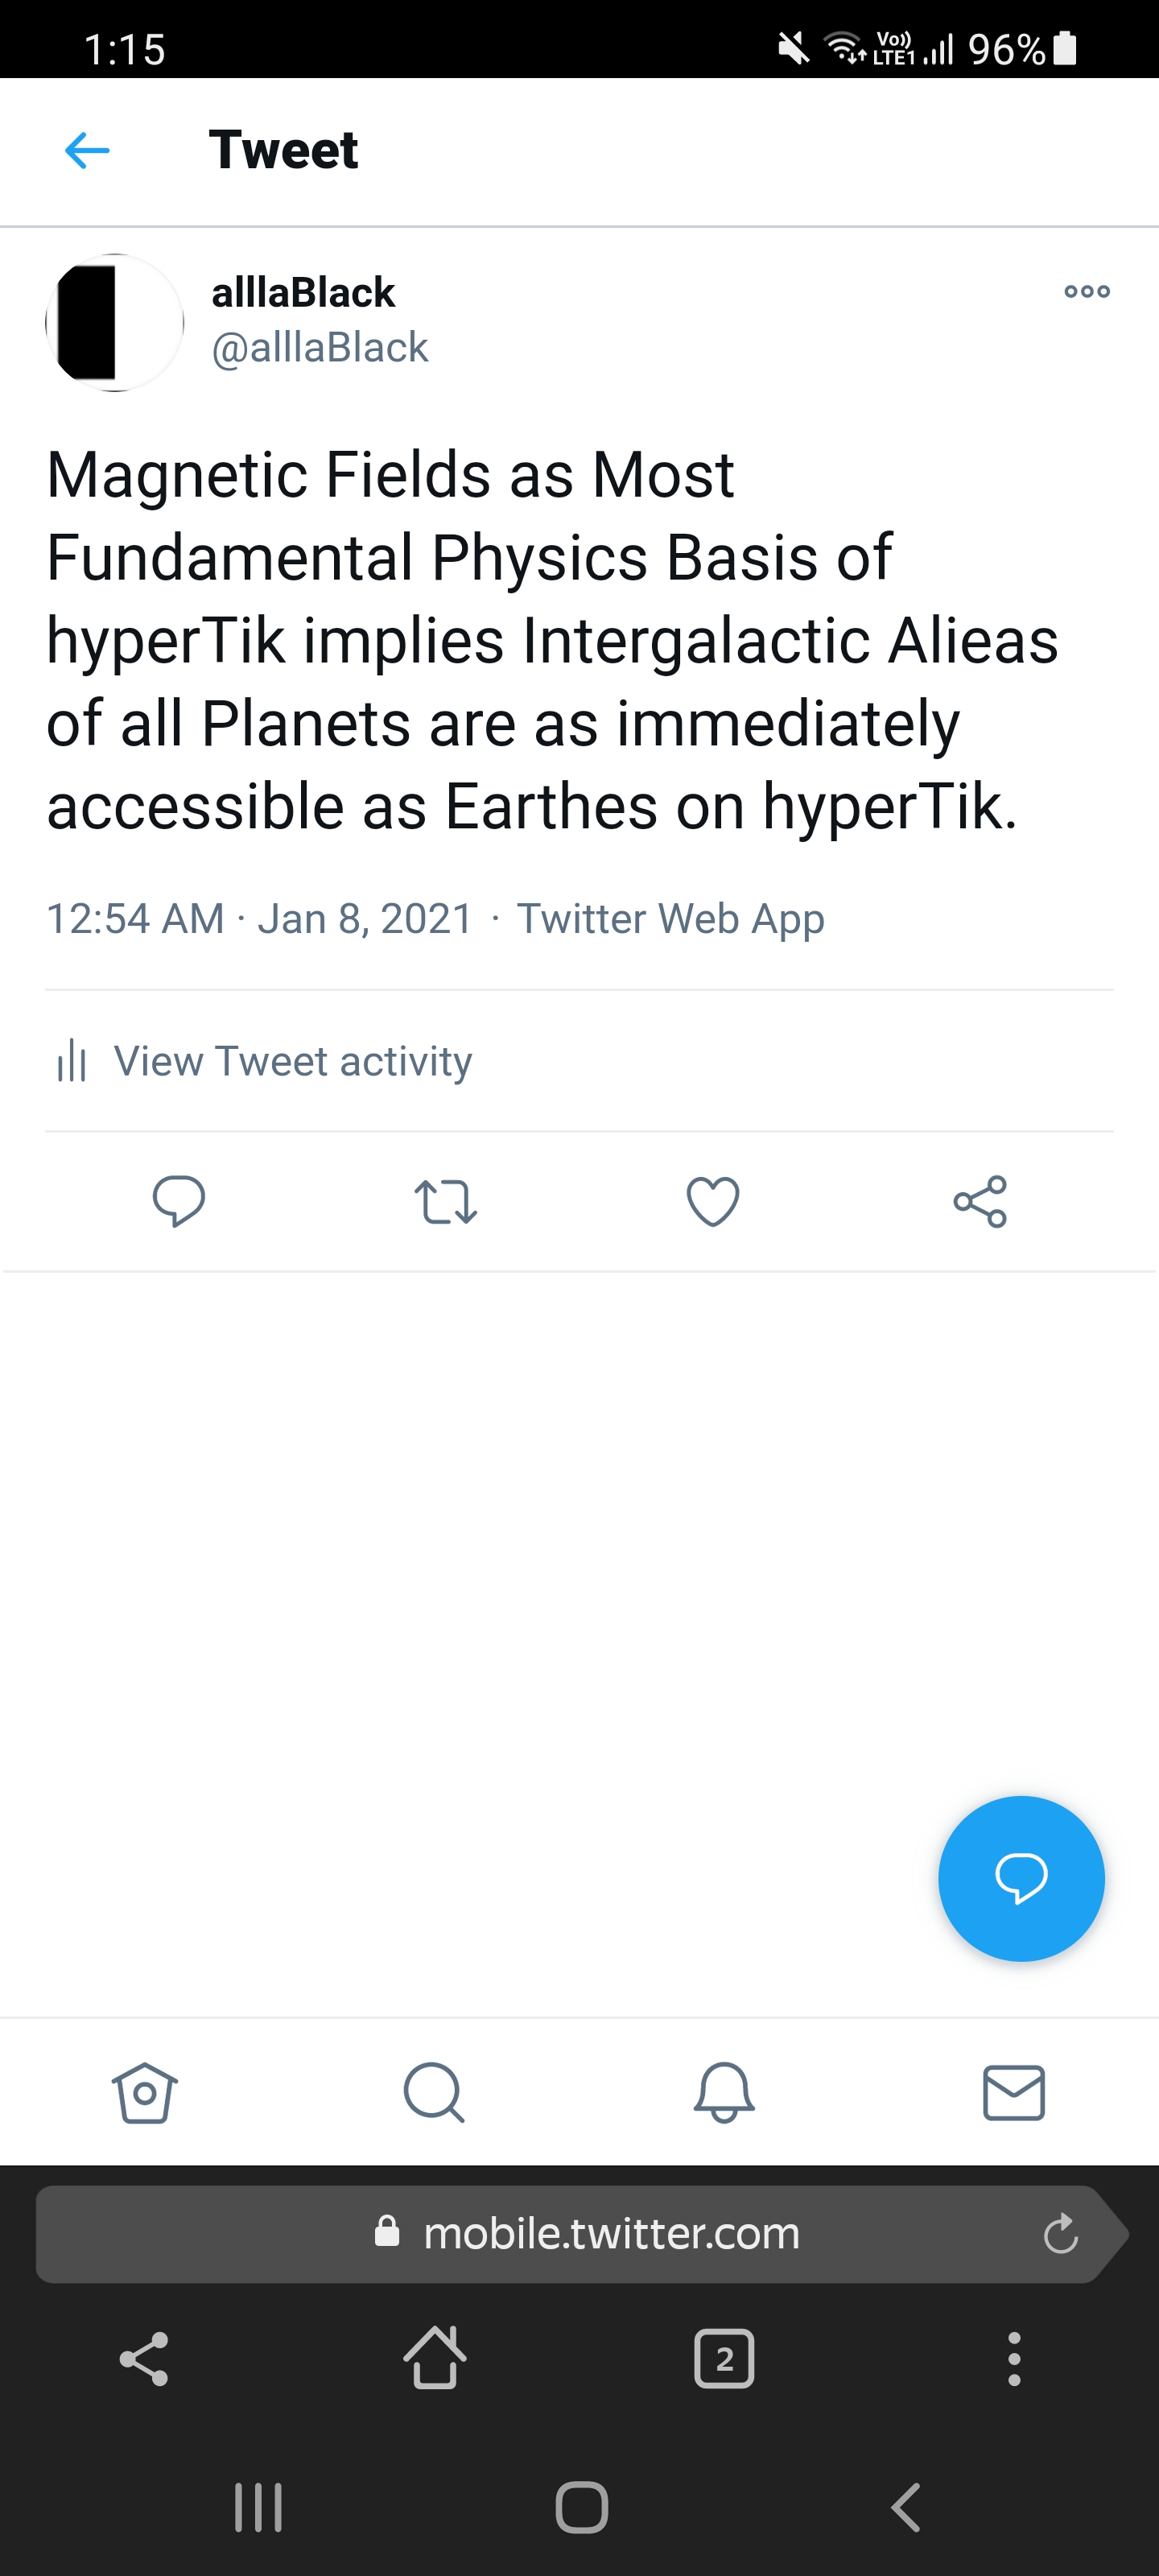 1:15
Vo)) LTE1 96%
Tweet
alllaBlack
@alllaBlack
Magnetic Fields as Most
Fundamental Physics Basis of
hyperTik implies Intergalactic Alieas
of all Planets are as immediately
accessible as Earthes on hyperTik.
12:54 AM · Jan 8, 2021 · Twitter Web App
View Tweet activity
mobile.twitter.com
2